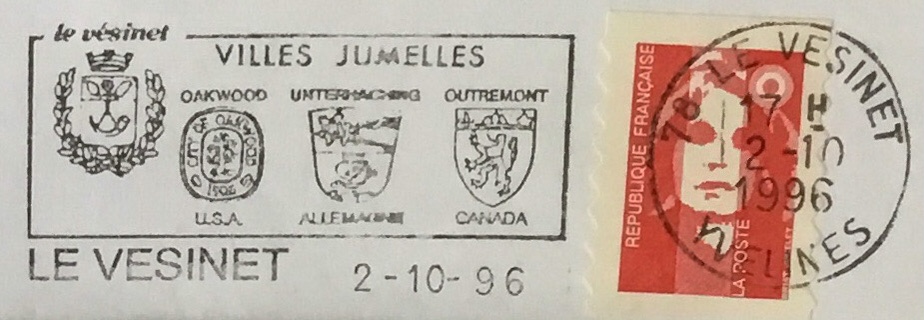 le vésinet
VILLES JUMELLES
OAKWOOD UNTERHACHING OUTREMONT
CITY OF OAKWOOD
1908
U.S.A. ALLEMAGNE CANADA
LE VESINET 2-10-96
REPUBLIQUE FRANÇAISE
LA POSTE
78 LE VESINET
17 H
2-10
1996
YVELINES